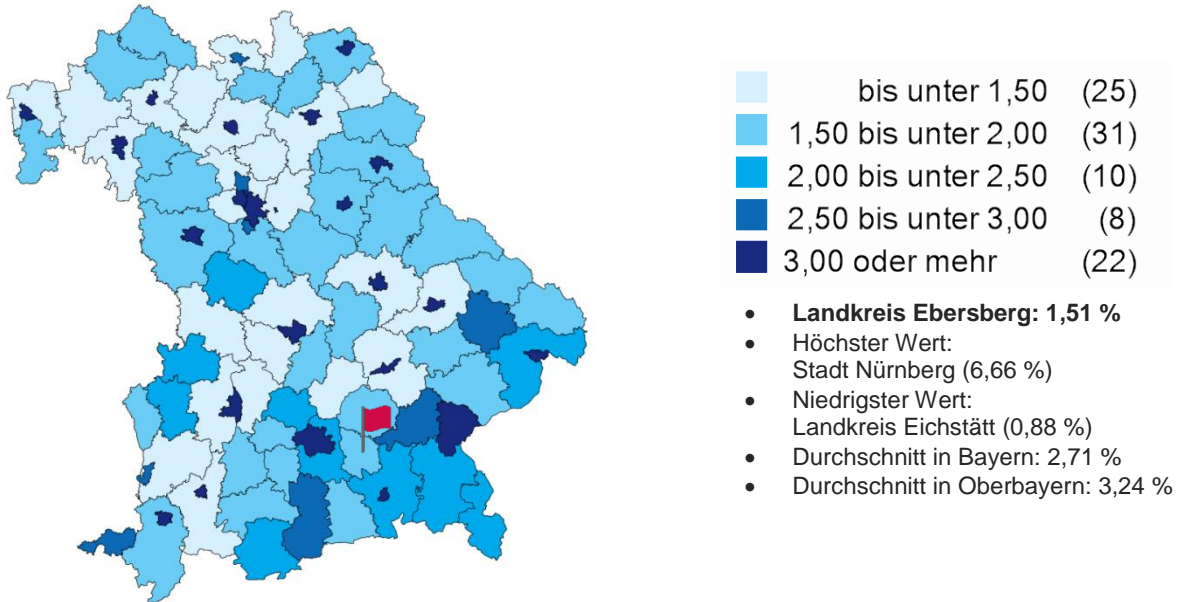 bis unter 1,50 (25)
1,50 bis unter 2,00 (31)
2,00 bis unter 2,50 (10)
2,50 bis unter 3,00 (8)
3,00 oder mehr (22)
• Landkreis Ebersberg: 1,51 %
• Höchster Wert:
Stadt Nürnberg (6,66 %)
• Niedrigster Wert:
Landkreis Eichstätt (0,88 %)
• Durchschnitt in Bayern: 2,71 %
• Durchschnitt in Oberbayern: 3,24 %